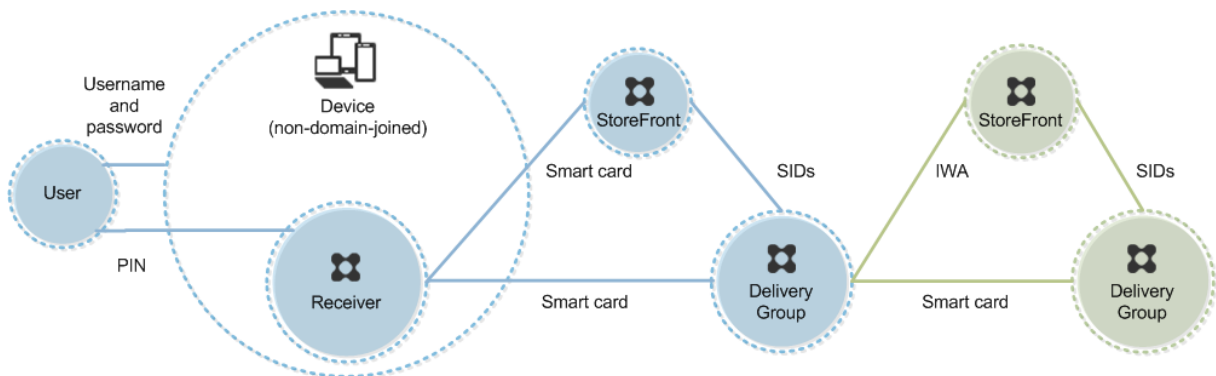 Username
and
password
User
PIN
Device
(non-domain-joined)
Receiver
Smart card
Smart card
StoreFront
SIDs
Delivery
Group
IWA
Smart card
StoreFront
SIDs
Delivery
Group